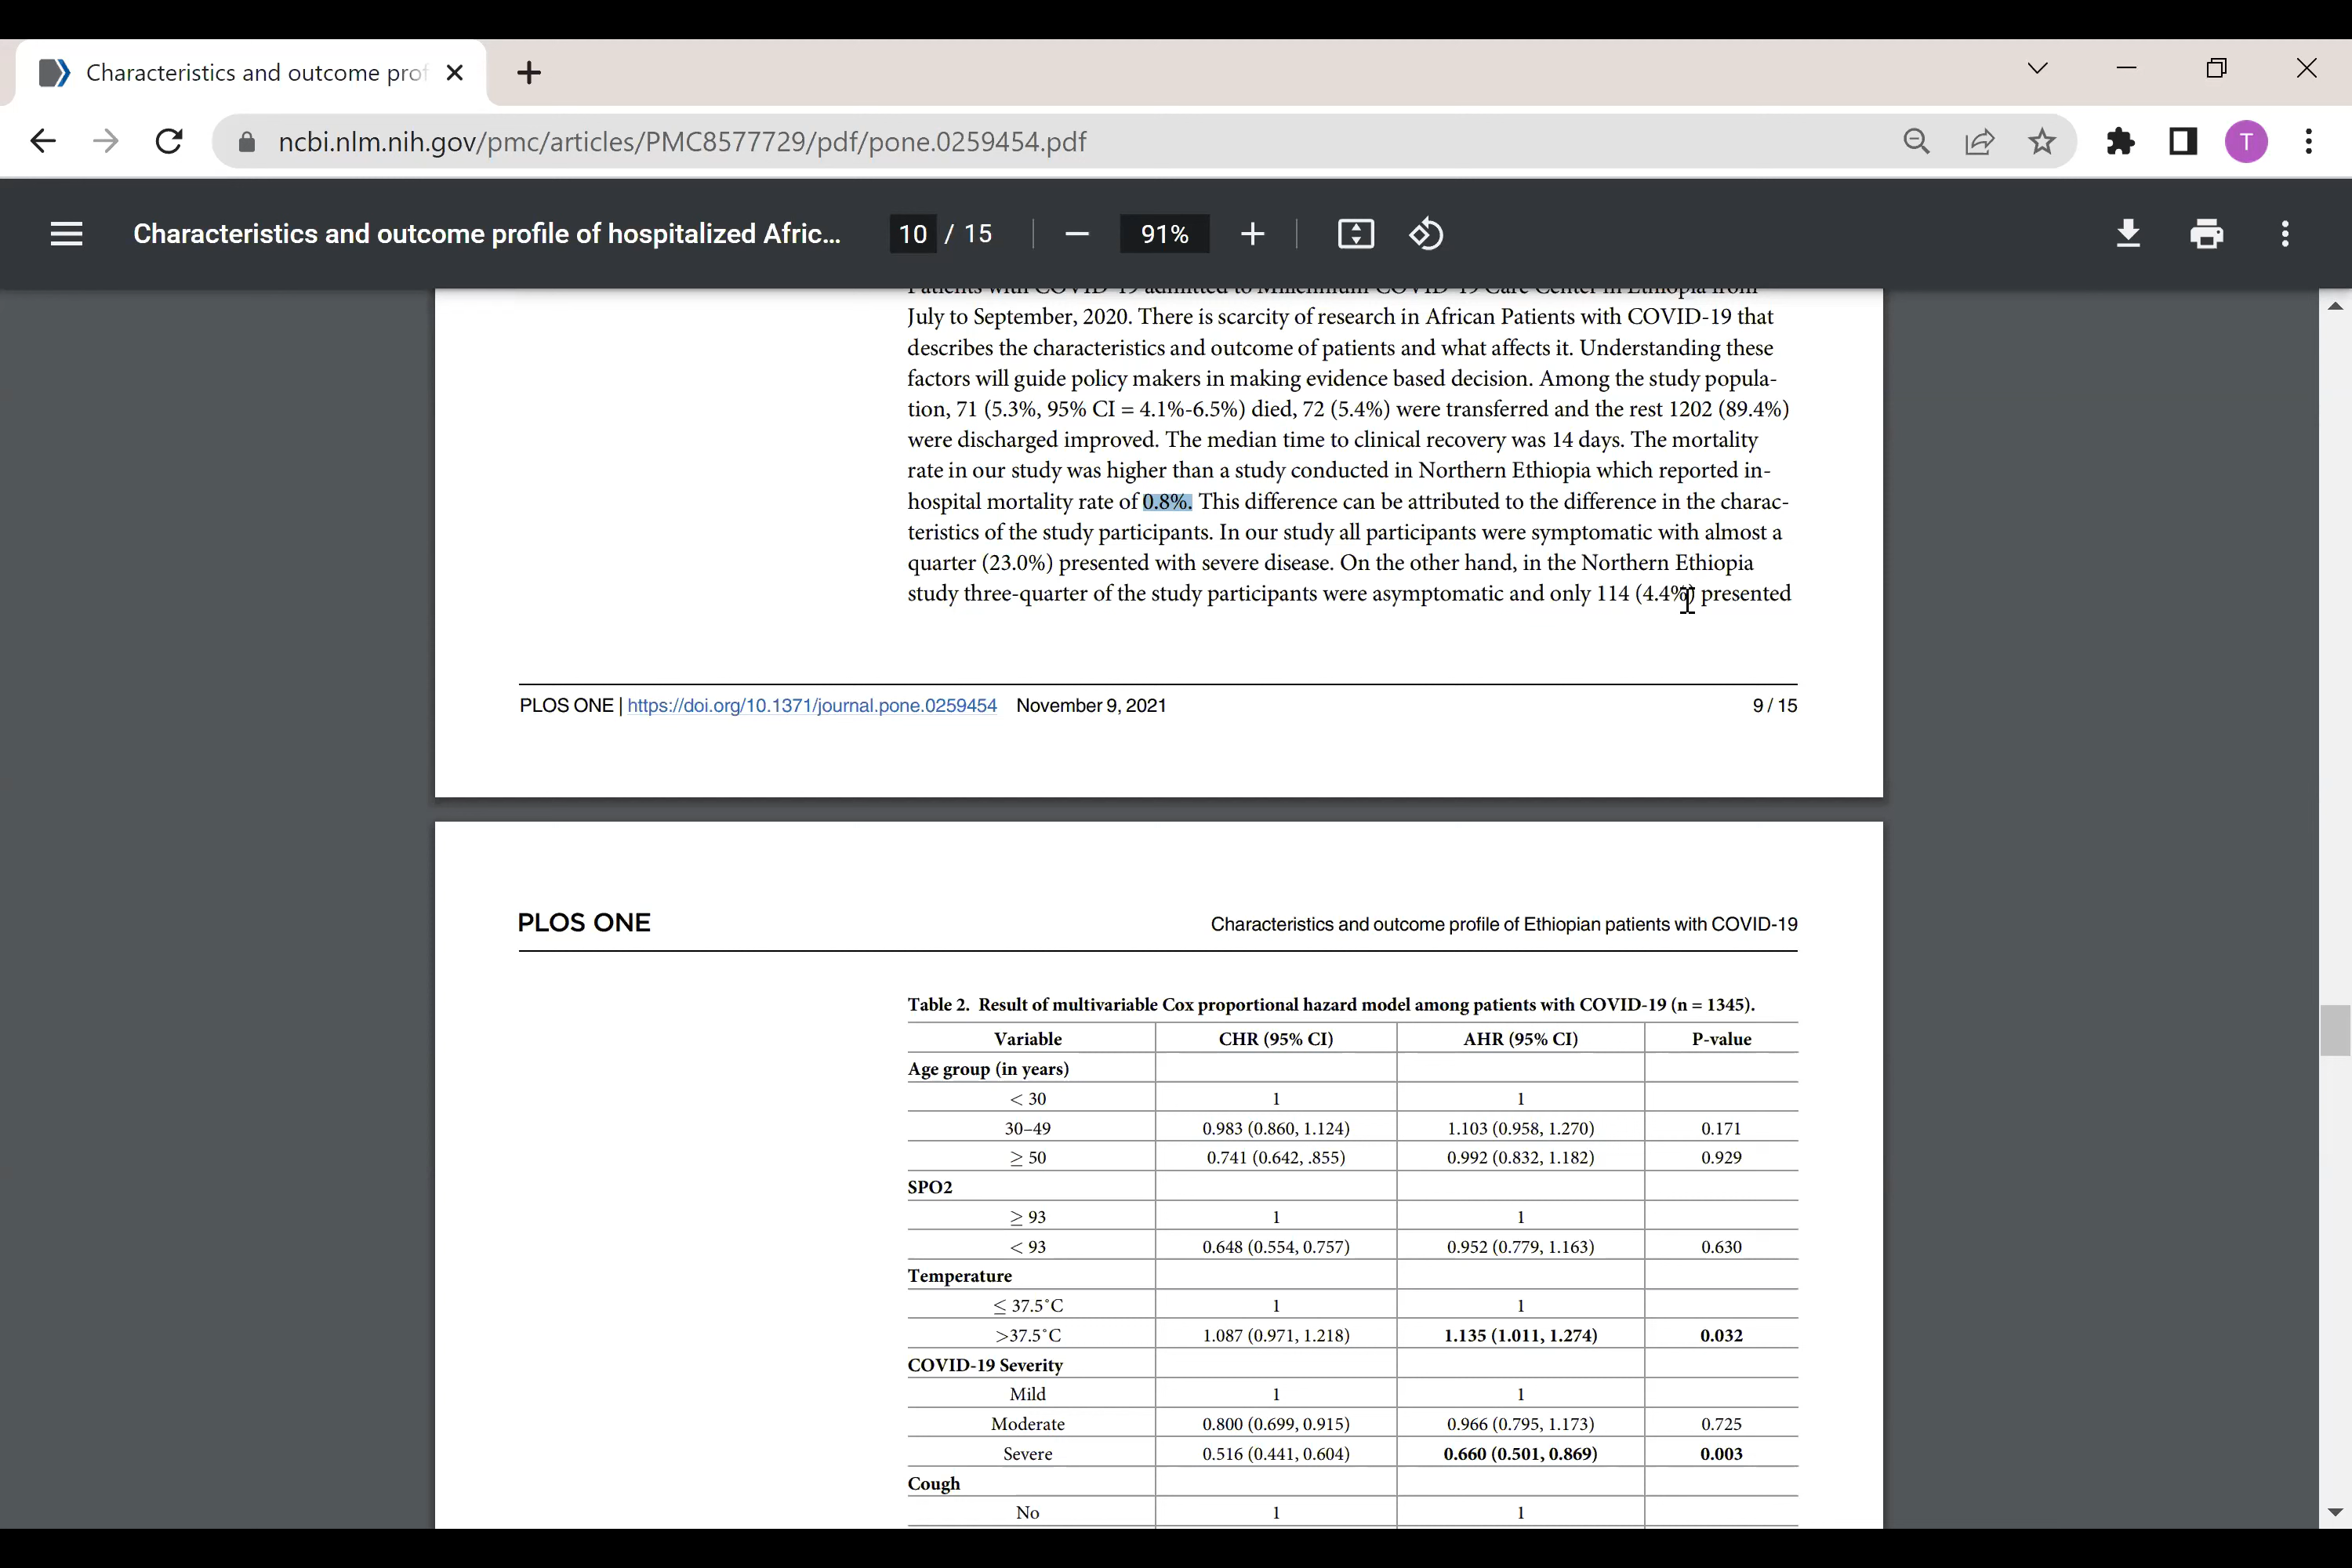 Characteristics and outcome prof
ncbi.nlm.nih.gov/pmc/articles/PMC8577729/pdf/pone.0259454.pdf
T
Characteristics and outcome profile of hospitalized Afric...
10 / 15
91%
Patients with COVID-19 admitted to Millennium COVID-19 Care Center in Ethiopia from
July to September, 2020. There is scarcity of research in African Patients with COVID-19 that
describes the characteristics and outcome of patients and what affects it. Understanding these
factors will guide policy makers in making evidence based decision. Among the study popula-
tion, 71 (5.3%, 95% CI = 4.1%-6.5%) died, 72 (5.4%) were transferred and the rest 1202 (89.4%)
were discharged improved. The median time to clinical recovery was 14 days. The mortality
rate in our study was higher than a study conducted in Northern Ethiopia which reported in-
hospital mortality rate of 0.8%. This difference can be attributed to the difference in the charac-
teristics of the study participants. In our study all participants were symptomatic with almost a
quarter (23.0%) presented with severe disease. On the other hand, in the Northern Ethiopia
study three-quarter of the study participants were asymptomatic and only 114 (4.4%) presented
PLOS ONE | https://doi.org/10.1371/journal.pone.0259454 November 9, 2021 9 / 15
PLOS ONE Characteristics and outcome profile of Ethiopian patients with COVID-19
Table 2. Result of multivariable Cox proportional hazard model among patients with COVID-19 (n = 1345).
Variable CHR (95% CI) AHR (95% CI) P-value
Age group (in years)
< 30 1 1
30–49 0.983 (0.860, 1.124) 1.103 (0.958, 1.270) 0.171
≥ 50 0.741 (0.642, .855) 0.992 (0.832, 1.182) 0.929
SPO2
≥ 93 1 1
< 93 0.648 (0.554, 0.757) 0.952 (0.779, 1.163) 0.630
Temperature
≤ 37.5˚C 1 1
>37.5˚C 1.087 (0.971, 1.218) 1.135 (1.011, 1.274) 0.032
COVID-19 Severity
Mild 1 1
Moderate 0.800 (0.699, 0.915) 0.966 (0.795, 1.173) 0.725
Severe 0.516 (0.441, 0.604) 0.660 (0.501, 0.869) 0.003
Cough
No 1 1